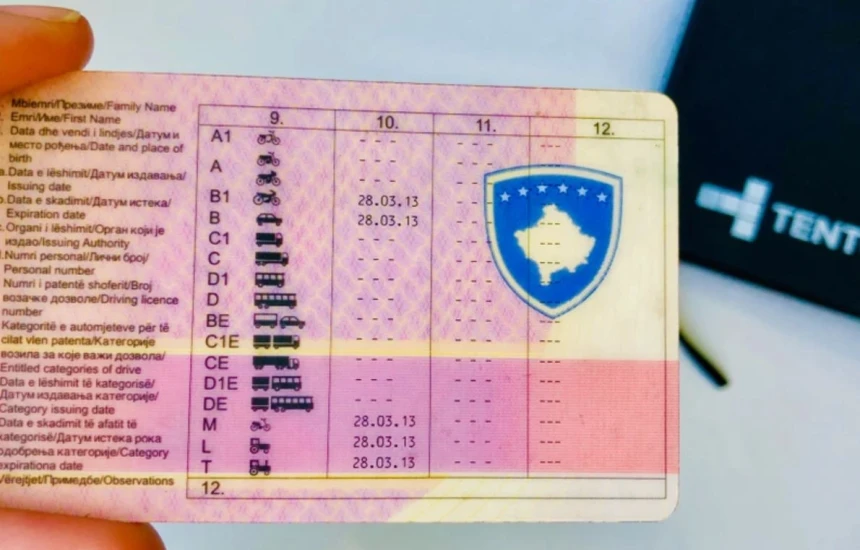 Mbiemri/Презиме/Family Name
Emri/Име/First Name
Data dhe vendi i lindjes/Датум и
место рођења/Date and place of
birth
Data e lëshimit/Датум издавања/
Issuing date
Data e skadimit/Датум истека/
Expiration date
Organi i lëshimit/Орган који је
издао/Issuing Authority
Numri personal/Лични број/
Personal number
Numri i patentë shoferit/Број
возачке дозволе/Driving licence
number
Kategoritë e automjeteve për të
cilat vlen patenta/Категорије
возила за које важи дозвола/
Entitled categories of drive
Data e lëshimit të kategorisë/
Датум издавања категорије/
Category issuing date
Data e skadimit të afatit të
kategorisë/Датум истека рока
одобрења категорије/Category
expirationa date
Vërejtjet/Примедбе/Observations
9. 10. 11. 12.
A1 --- --- ---
A --- --- ---
B1 28.03.13 --- ---
B 28.03.13 --- ---
C1 --- --- ---
C --- --- ---
D1 --- --- ---
D --- --- ---
BE --- --- ---
C1E --- --- ---
CE --- --- ---
D1E --- --- ---
DE --- --- ---
M 28.03.13 --- ---
L 28.03.13 --- ---
T 28.03.13 --- ---
12.
TENT